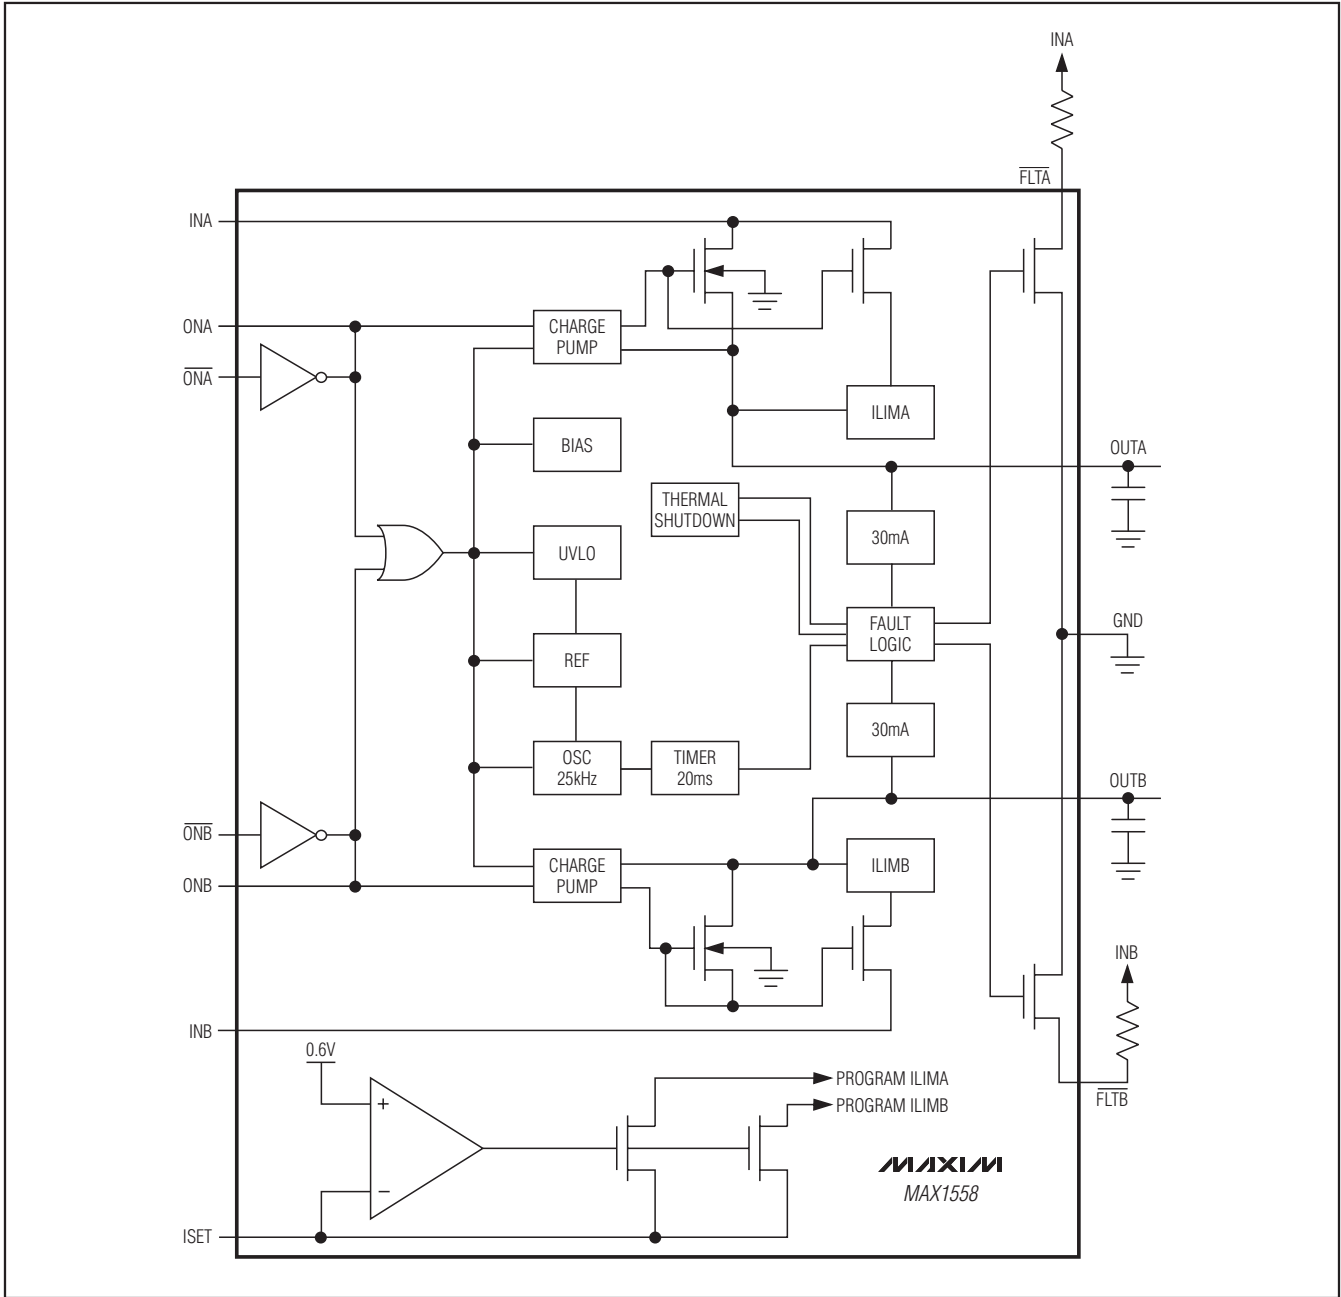 INA
FLTA
INA
ONA
CHARGE
PUMP
ONA
ILIMA
BIAS
OUTA
THERMAL
SHUTDOWN
30mA
UVLO
FAULT
LOGIC
GND
REF
30mA
OSC
25kHz
TIMER
20ms
OUTB
ONB
CHARGE
PUMP
ILIMB
ONB
INB
INB
0.6V
PROGRAM ILIMA
+
PROGRAM ILIMB
FLTB
MAXIM
MAX1558
−
ISET